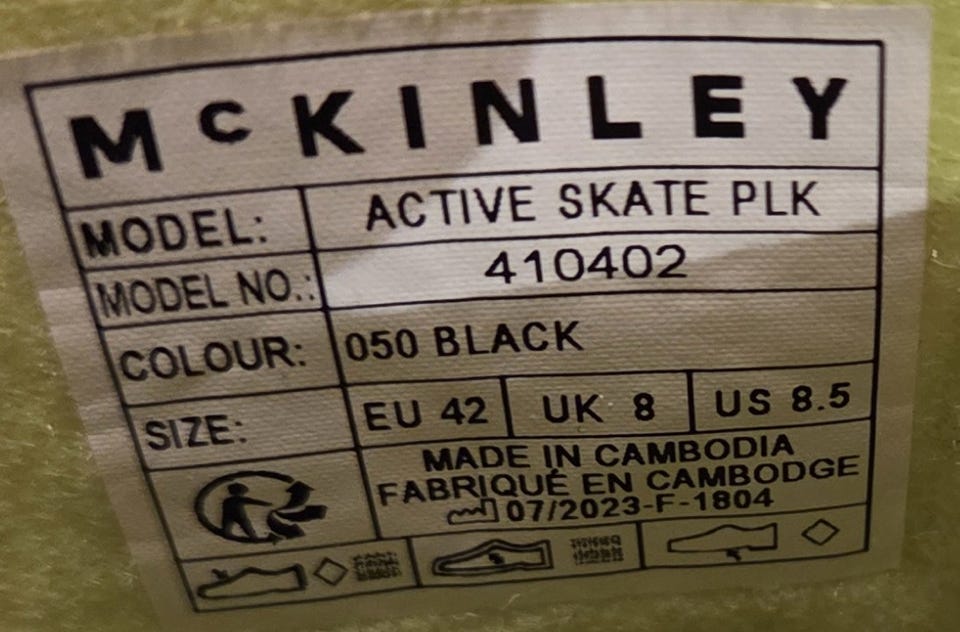 McKINLEY
MODEL: ACTIVE SKATE PLK
MODEL NO.: 410402
COLOUR: 050 BLACK
SIZE: EU 42 UK 8 US 8.5
MADE IN CAMBODIA
FABRIQUÉ EN CAMBODGE
07/2023-F-1804